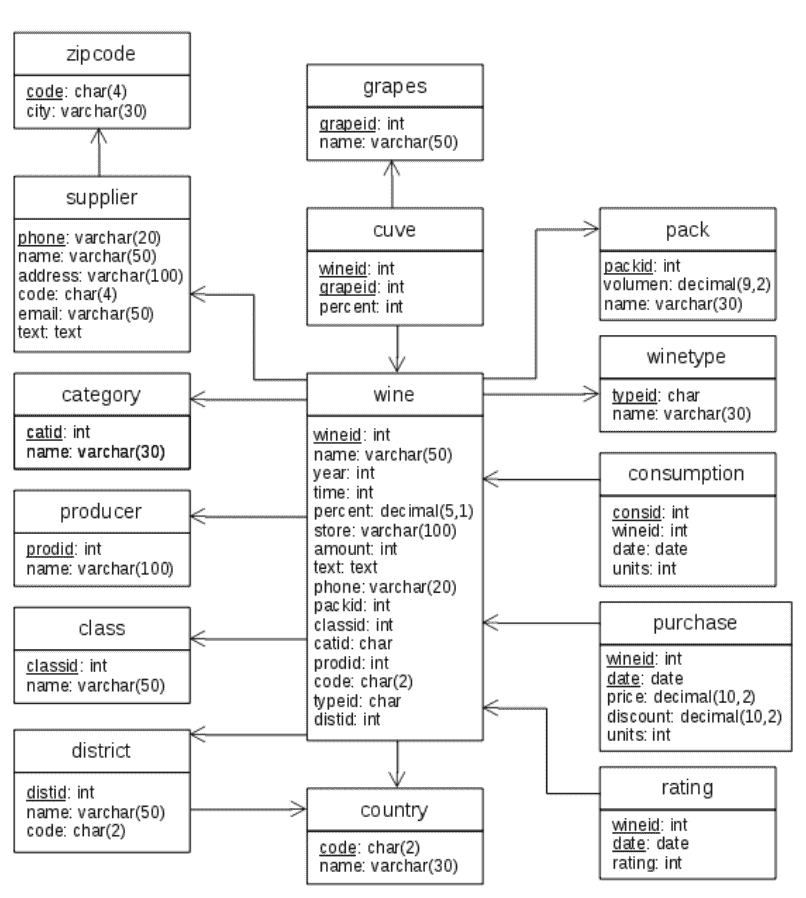 zipcode
code: char(4)
city: varchar(30)
grapes
grapeid: int
name: varchar(50)
supplier
phone: varchar(20)
name: varchar(50)
address: varchar(100)
code: char(4)
email: varchar(50)
text: text
cuve
wineid: int
grapeid: int
percent: int
pack
packid: int
volumen: decimal(9,2)
name: varchar(30)
winetype
typeid: char
name: varchar(30)
category
catid: int
name: varchar(30)
wine
wineid: int
name: varchar(50)
year: int
time: int
percent: decimal(5,1)
store: varchar(100)
amount: int
text: text
phone: varchar(20)
packid: int
classid: int
catid: char
prodid: int
code: char(2)
typeid: char
distid: int
consumption
consid: int
wineid: int
date: date
units: int
producer
prodid: int
name: varchar(100)
class
classid: int
name: varchar(50)
purchase
wineid: int
date: date
price: decimal(10,2)
discount: decimal(10,2)
units: int
district
distid: int
name: varchar(50)
code: char(2)
country
code: char(2)
name: varchar(30)
rating
wineid: int
date: date
rating: int